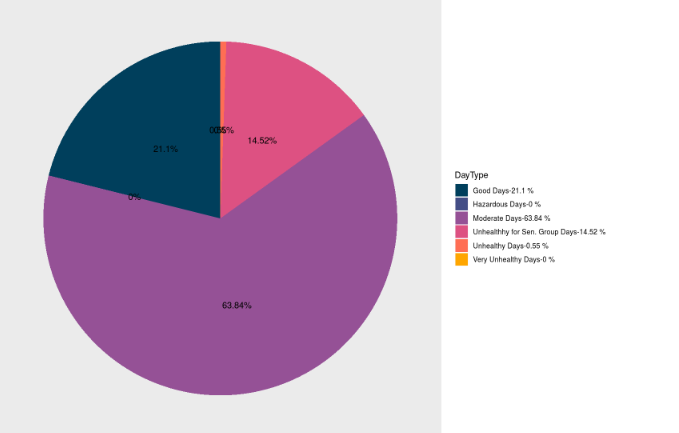 14.52%
21.1%
0%
63.84%
DayType
Good Days-21.1 %
Hazardous Days-0 %
Moderate Days-63.84 %
Unhealthhy for Sen. Group Days-14.52 %
Unhealthy Days-0.55 %
Very Unhealthy Days-0 %